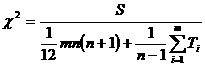 χ² = S / (1/12 mn(n+1) + 1/(n−1) ∑_{i=1}^{m} T_i)